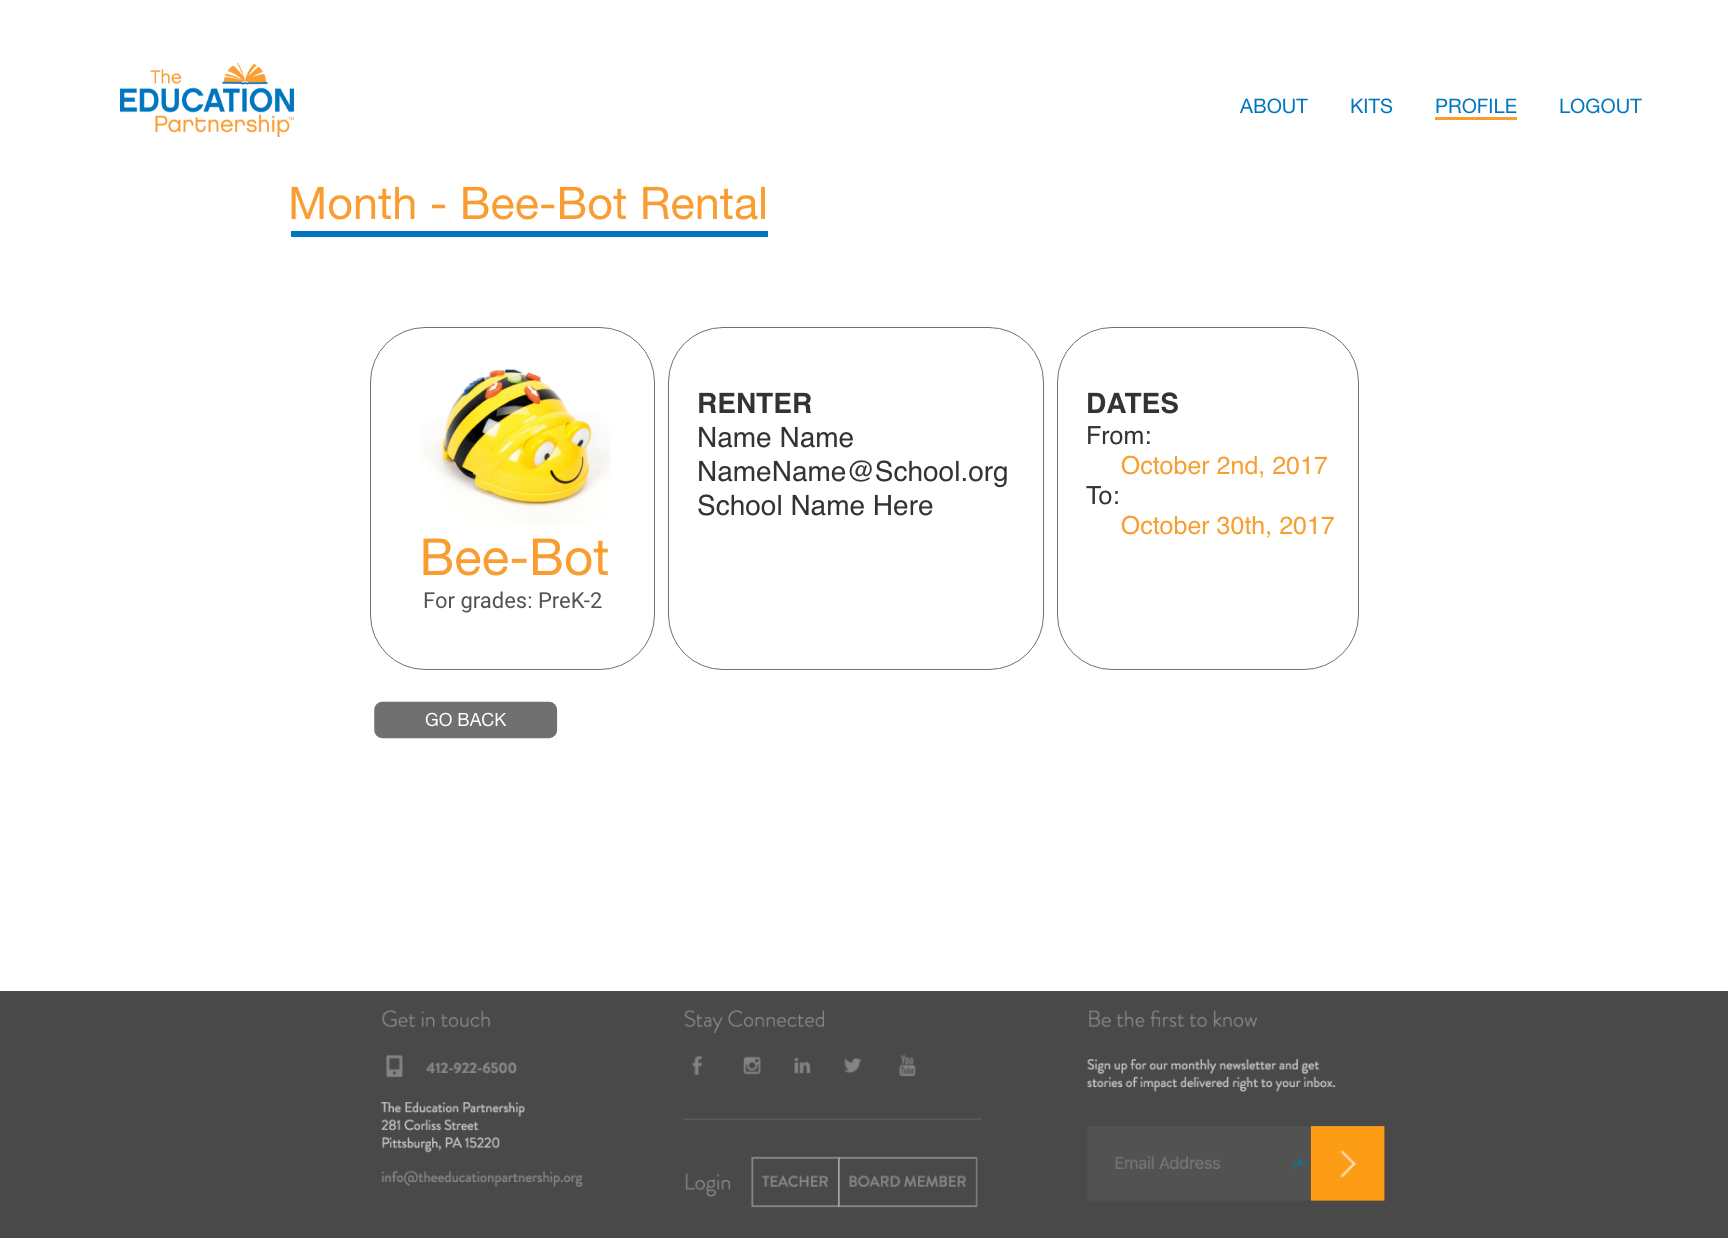 The
EDUCATION
Partnership™
ABOUT KITS PROFILE LOGOUT
Month - Bee-Bot Rental
Bee-Bot
For grades: PreK-2
RENTER
Name Name
NameName@School.org
School Name Here
DATES
From:
October 2nd, 2017
To:
October 30th, 2017
GO BACK
Get in touch
412-922-6500
The Education Partnership
281 Corliss Street
Pittsburgh, PA 15220
info@theeducationpartnership.org
Stay Connected
You
Tube
Login TEACHER BOARD MEMBER
Be the first to know
Sign up for our monthly newsletter and get
stories of impact delivered right to your inbox.
Email Address